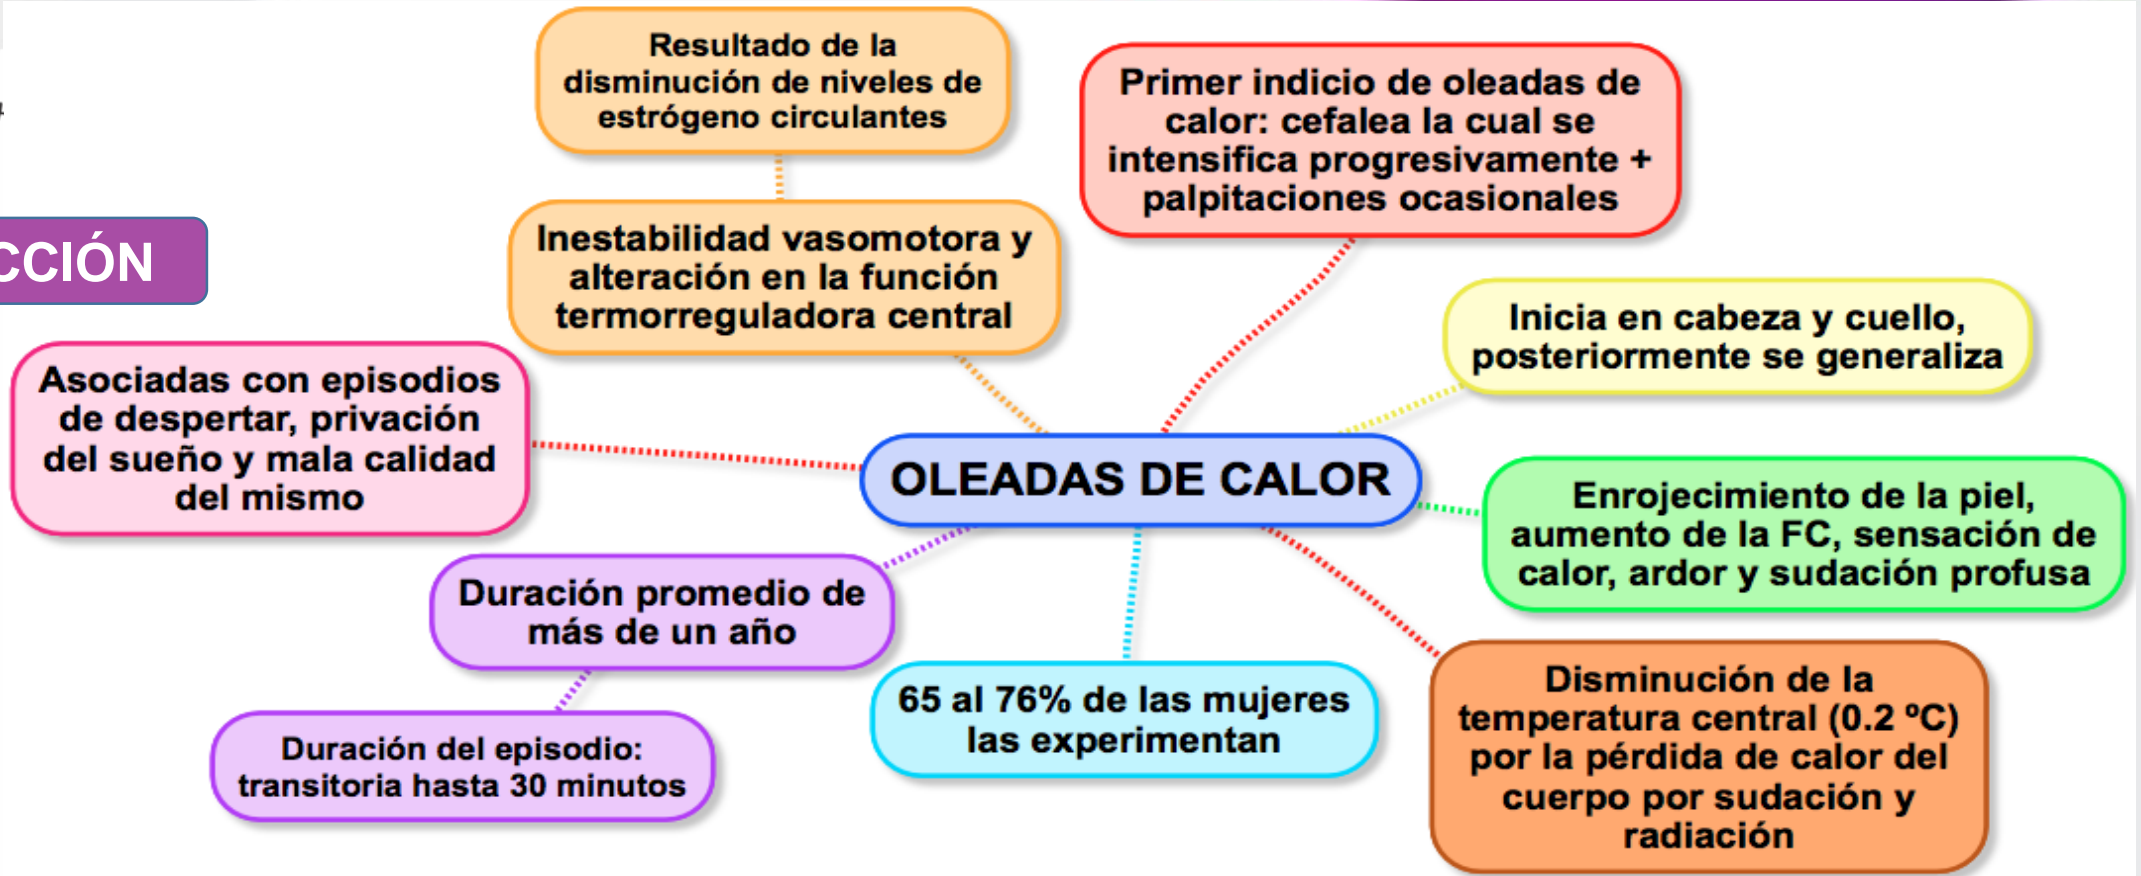 Resultado de la
disminución de niveles de
estrógeno circulantes
Primer indicio de oleadas de
calor: cefalea la cual se
intensifica progresivamente +
palpitaciones ocasionales
Inestabilidad vasomotora y
alteración en la función
termorreguladora central
CCIÓN
Inicia en cabeza y cuello,
posteriormente se generaliza
Asociadas con episodios
de despertar, privación
del sueño y mala calidad
del mismo
OLEADAS DE CALOR
Enrojecimiento de la piel,
aumento de la FC, sensación de
calor, ardor y sudación profusa
Duración promedio de
más de un año
65 al 76% de las mujeres
las experimentan
Disminución de la
temperatura central (0.2 ºC)
por la pérdida de calor del
cuerpo por sudación y
radiación
Duración del episodio:
transitoria hasta 30 minutos